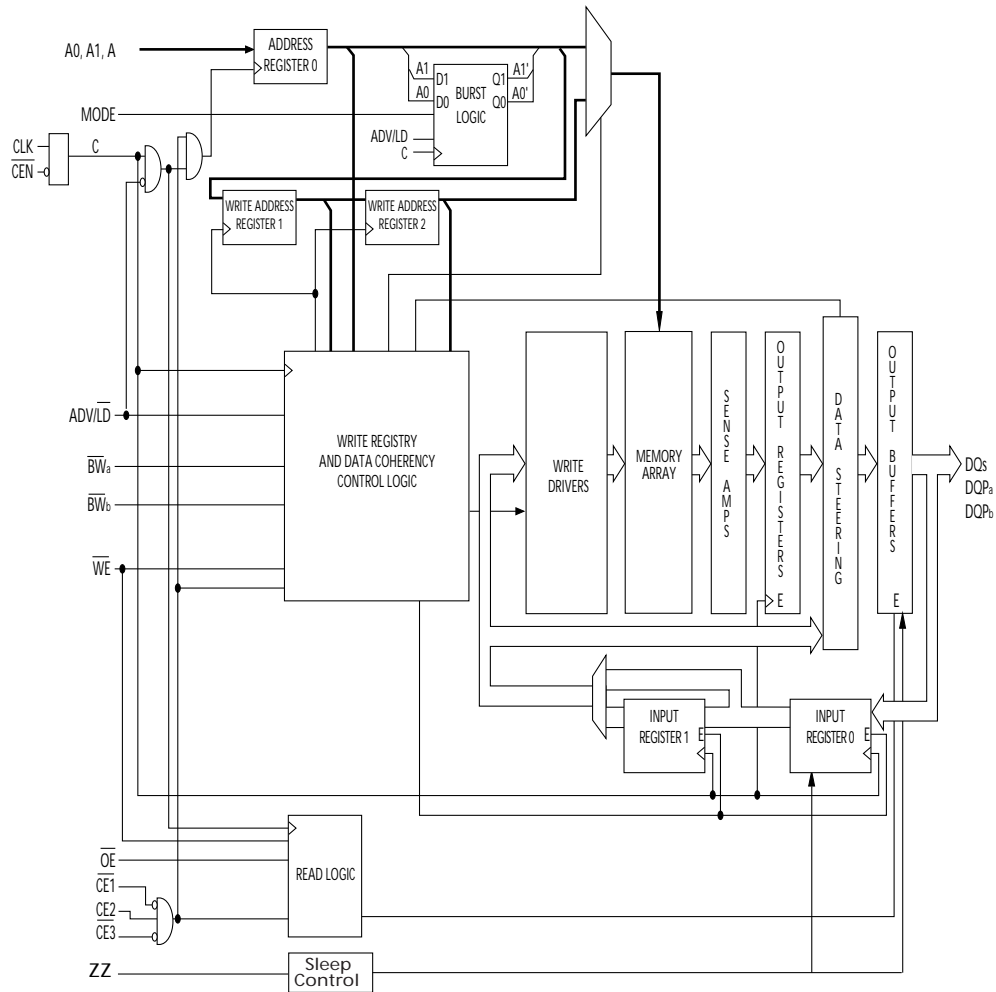 A0, A1, A
ADDRESS
REGISTER 0
A1
A0
D1
D0
BURST
LOGIC
Q1
Q0
A1'
A0'
MODE
ADV/LD
C
CLK
CEN
C
WRITE ADDRESS
REGISTER 1
WRITE ADDRESS
REGISTER 2
ADV/LD
BWa
BWb
WE
WRITE REGISTRY
AND DATA COHERENCY
CONTROL LOGIC
WRITE
DRIVERS
MEMORY
ARRAY
SENSE AMPS
OUTPUT REGISTERS
E
DATA STEERING
OUTPUT BUFFERS
E
DQs
DQPa
DQPb
INPUT
REGISTER 1
E
INPUT
REGISTER 0
E
OE
CE1
CE2
CE3
READ LOGIC
ZZ
Sleep
Control